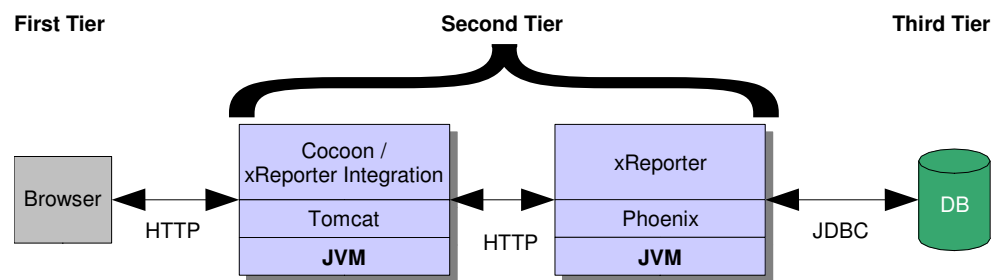 First Tier
Second Tier
Third Tier
Browser
HTTP
Cocoon /
xReporter Integration
Tomcat
JVM
HTTP
xReporter
Phoenix
JVM
JDBC
DB